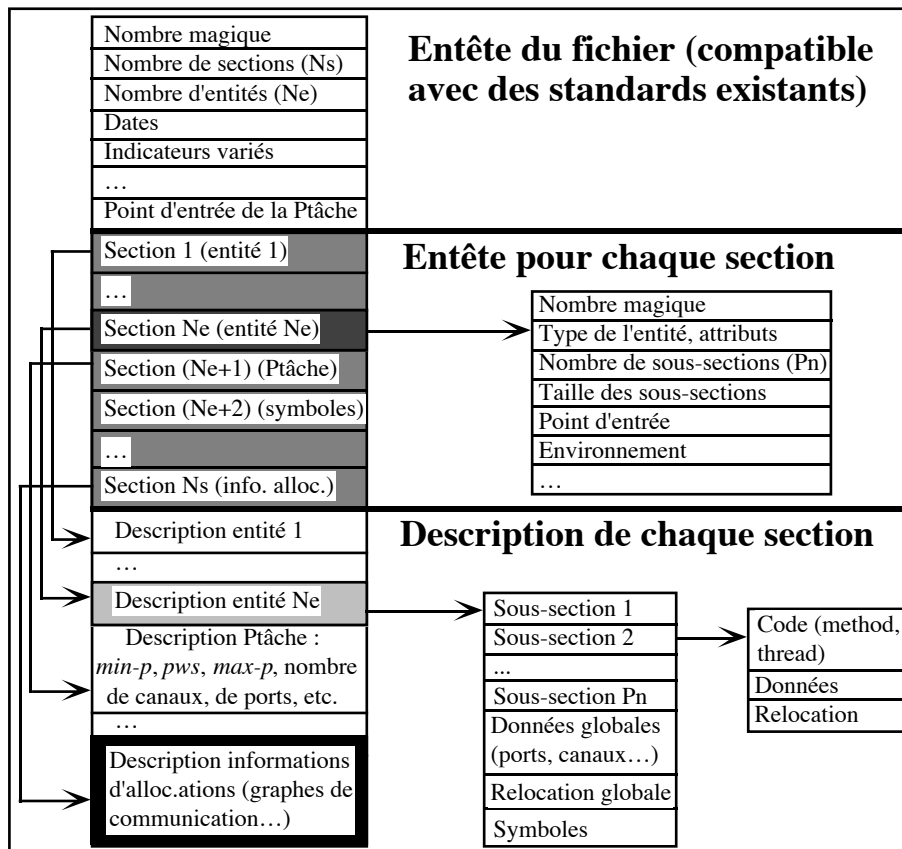 Nombre magique
Nombre de sections (Ns)
Nombre d'entités (Ne)
Dates
Indicateurs variés
…
Point d'entrée de la Ptâche
Entête du fichier (compatible
avec des standards existants)
Section 1 (entité 1)
…
Section Ne (entité Ne)
Section (Ne+1) (Ptâche)
Section (Ne+2) (symboles)
…
Section Ns (info. alloc.)
Entête pour chaque section
Nombre magique
Type de l'entité, attributs
Nombre de sous-sections (Pn)
Taille des sous-sections
Point d'entrée
Environnement
…
Description entité 1
…
Description entité Ne
Description Ptâche :
min-p, pws, max-p, nombre
de canaux, de ports, etc.
…
Description informations
d'alloc.ations (graphes de
communication…)
Description de chaque section
Sous-section 1
Sous-section 2
...
Sous-section Pn
Données globales
(ports, canaux…)
Relocation globale
Symboles
Code (method,
thread)
Données
Relocation